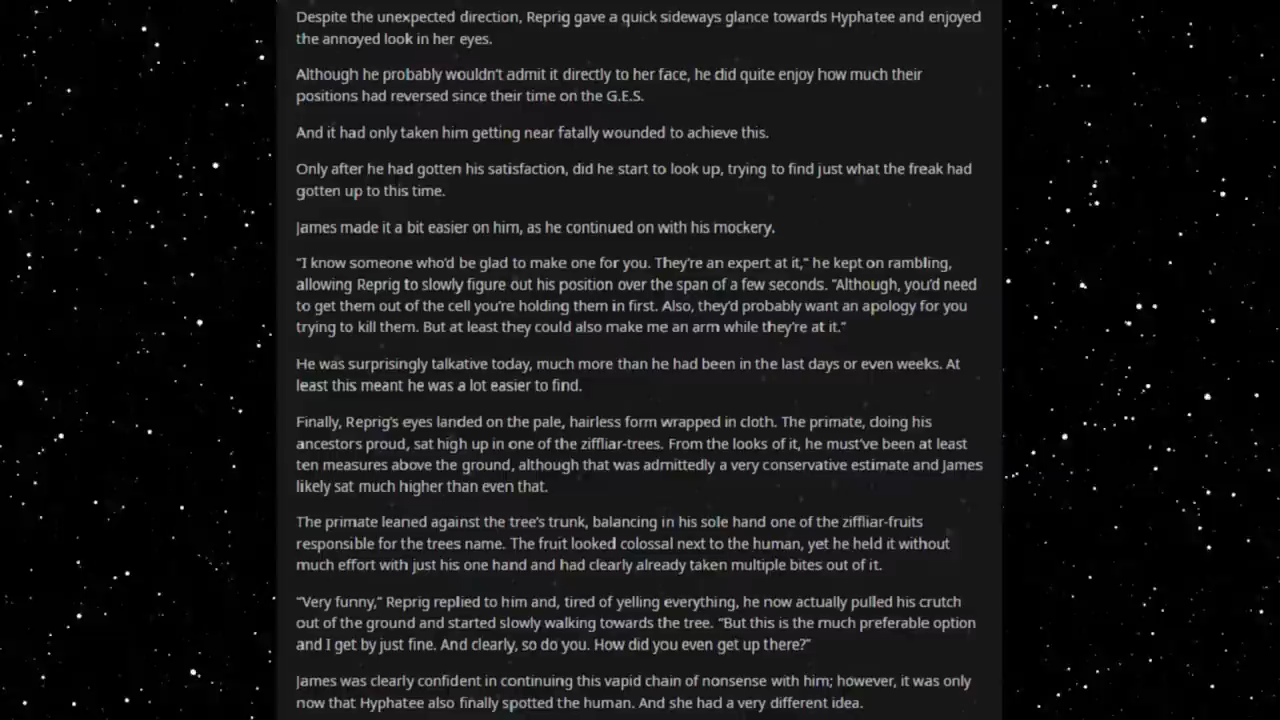 Despite the unexpected direction, Reprig gave a quick sideways glance towards Hyphatee and enjoyed
the annoyed look in her eyes.
Although he probably wouldn't admit it directly to her face, he did quite enjoy how much their
positions had reversed since their time on the G.E.S.
And it had only taken him getting near fatally wounded to achieve this.
Only after he had gotten his satisfaction, did he start to look up, trying to find just what the freak had
gotten up to this time.
James made it a bit easier on him, as he continued on with his mockery.
"I know someone who'd be glad to make one for you. They're an expert at it," he kept on rambling,
allowing Reprig to slowly figure out his position over the span of a few seconds. "Although, you'd need
to get them out of the cell you're holding them in first. Also, they'd probably want an apology for you
trying to kill them. But at least they could also make me an arm while they're at it."
He was surprisingly talkative today, much more than he had been in the last days or even weeks. At
least this meant he was a lot easier to find.
Finally, Reprig's eyes landed on the pale, hairless form wrapped in cloth. The primate, doing his
ancestors proud, sat high up in one of the ziffliar-trees. From the looks of it, he must've been at least
ten measures above the ground, although that was admittedly a very conservative estimate and James
likely sat much higher than even that.
The primate leaned against the tree's trunk, balancing in his sole hand one of the ziffliar-fruits
responsible for the trees name. The fruit looked colossal next to the human, yet he held it without
much effort with just his one hand and had clearly already taken multiple bites out of it.
"Very funny," Reprig replied to him and, tired of yelling everything, he now actually pulled his crutch
out of the ground and started slowly walking towards the tree. "But this is the much preferable option
and I get by just fine. And clearly, so do you. How did you even get up there?"
James was clearly confident in continuing this vapid chain of nonsense with him; however, it was only
now that Hyphatee also finally spotted the human. And she had a very different idea.